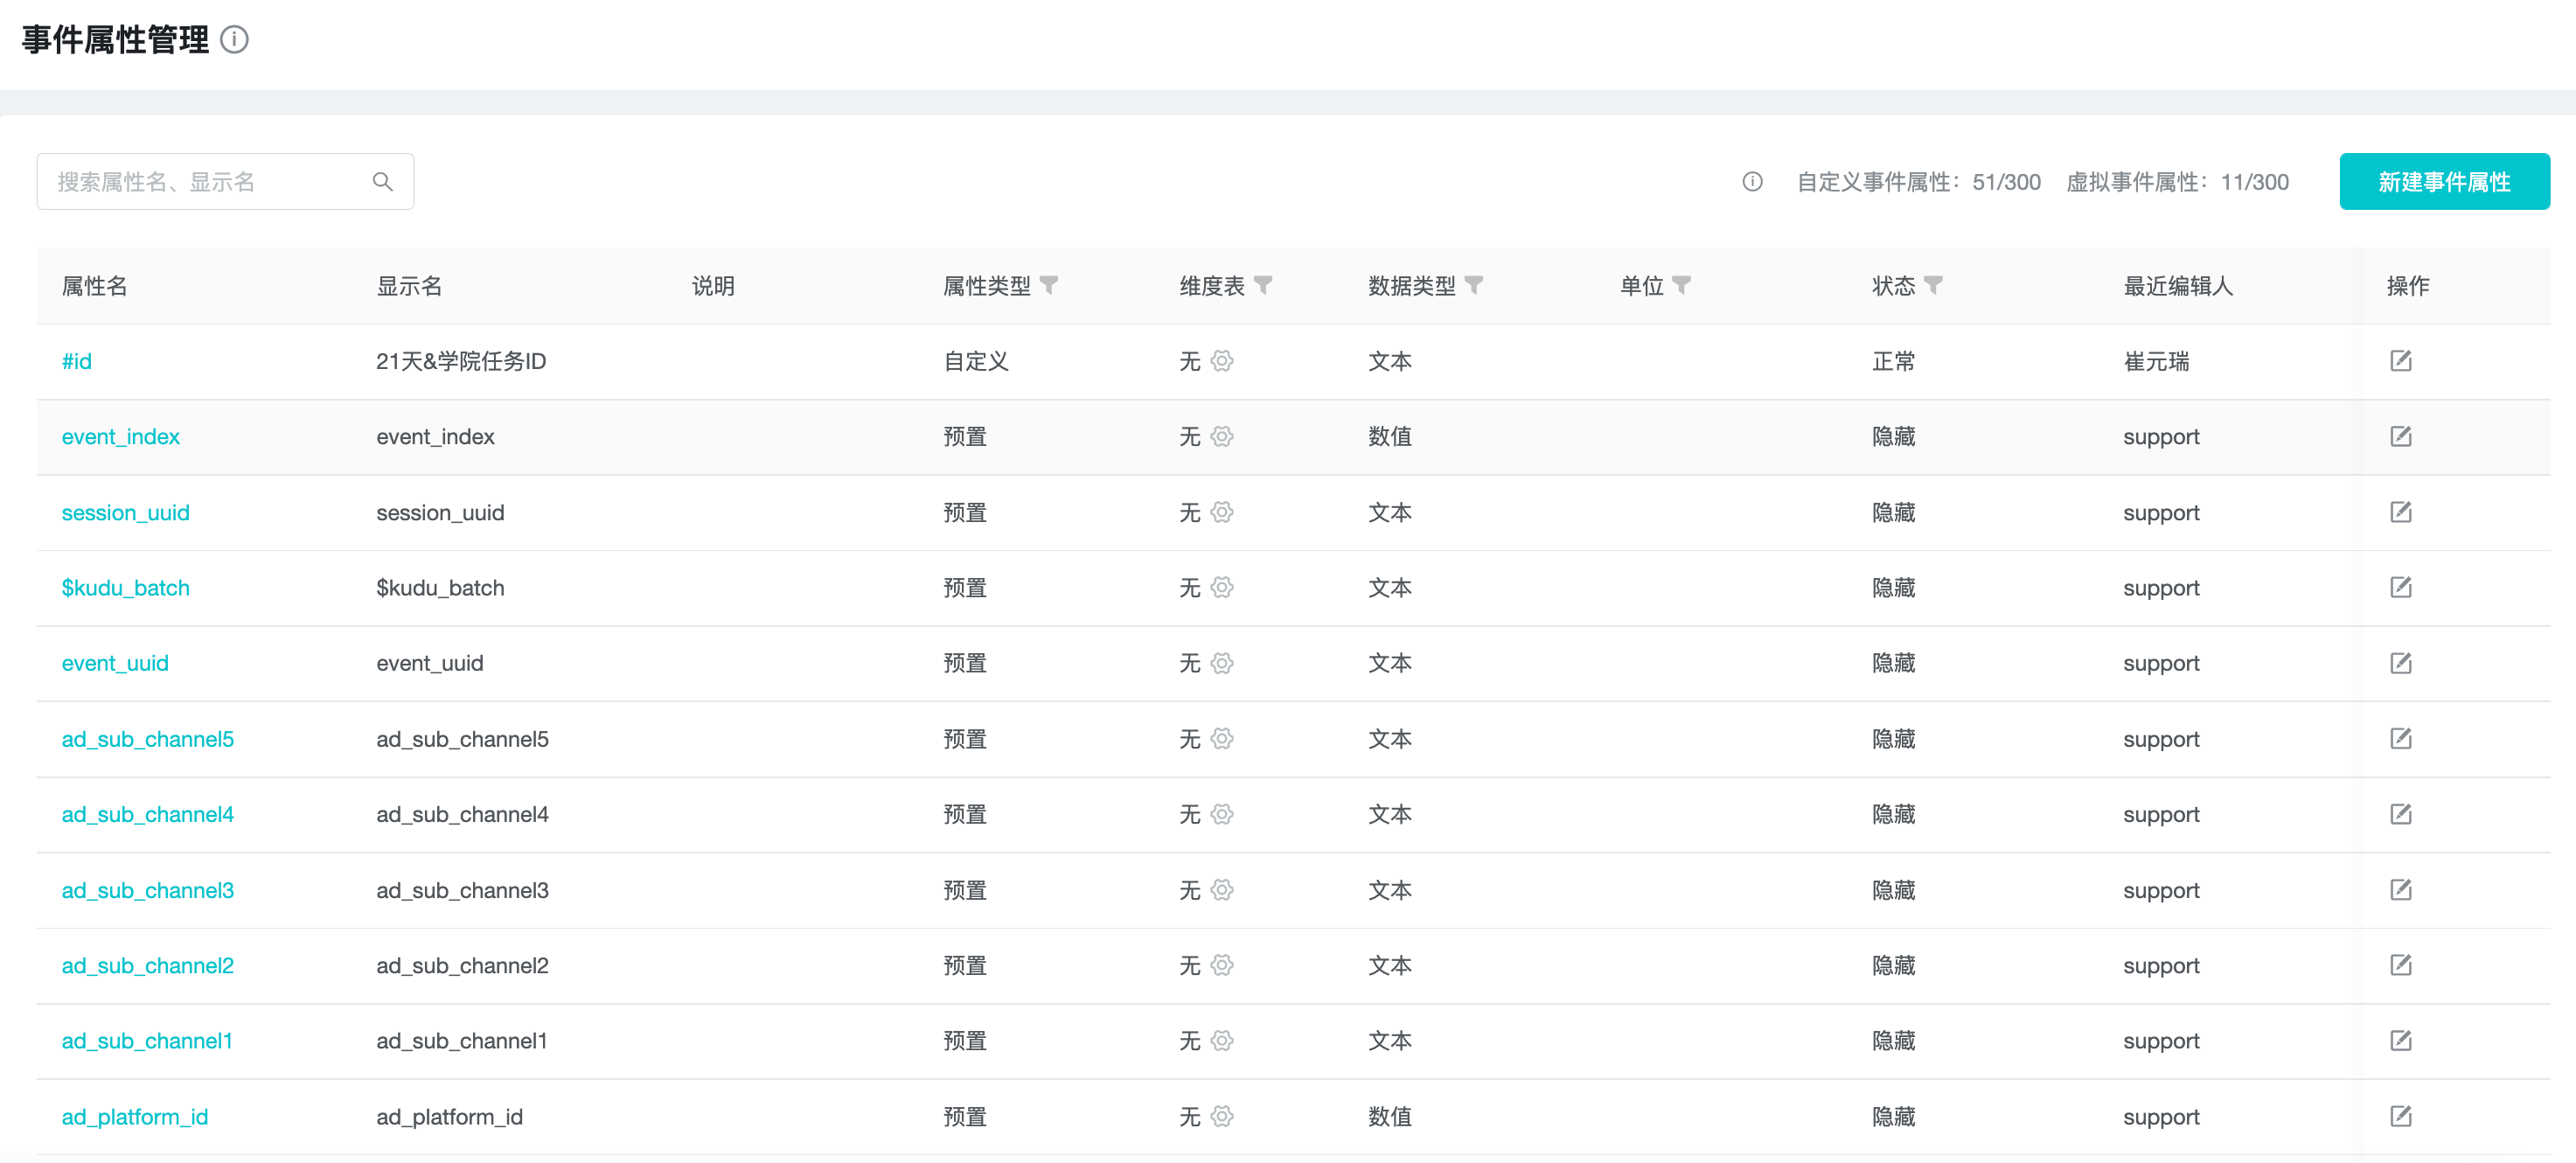 事件属性管理
搜索属性名、显示名
自定义事件属性：51/300 虚拟事件属性：11/300
新建事件属性
属性名 显示名 说明 属性类型 维度表 数据类型 单位 状态 最近编辑人 操作
#id 21天&学院任务ID 自定义 无 文本 正常 崔元瑞
event_index event_index 预置 无 数值 隐藏 support
session_uuid session_uuid 预置 无 文本 隐藏 support
$kudu_batch $kudu_batch 预置 无 文本 隐藏 support
event_uuid event_uuid 预置 无 文本 隐藏 support
ad_sub_channel5 ad_sub_channel5 预置 无 文本 隐藏 support
ad_sub_channel4 ad_sub_channel4 预置 无 文本 隐藏 support
ad_sub_channel3 ad_sub_channel3 预置 无 文本 隐藏 support
ad_sub_channel2 ad_sub_channel2 预置 无 文本 隐藏 support
ad_sub_channel1 ad_sub_channel1 预置 无 文本 隐藏 support
ad_platform_id ad_platform_id 预置 无 数值 隐藏 support